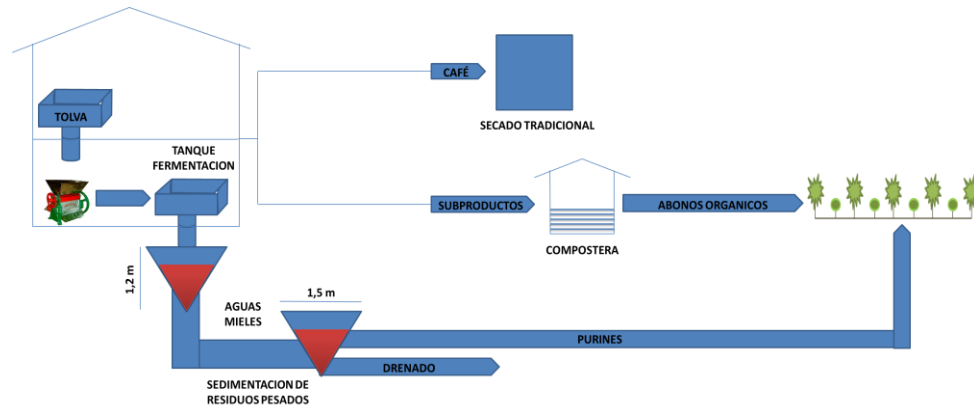 TOLVA
TANQUE
FERMENTACION
CAFÉ
SECADO TRADICIONAL
SUBPRODUCTOS
COMPOSTERA
ABONOS ORGANICOS
1,2 m
AGUAS
MIELES
1,5 m
PURINES
DRENADO
SEDIMENTACION DE
RESIDUOS PESADOS